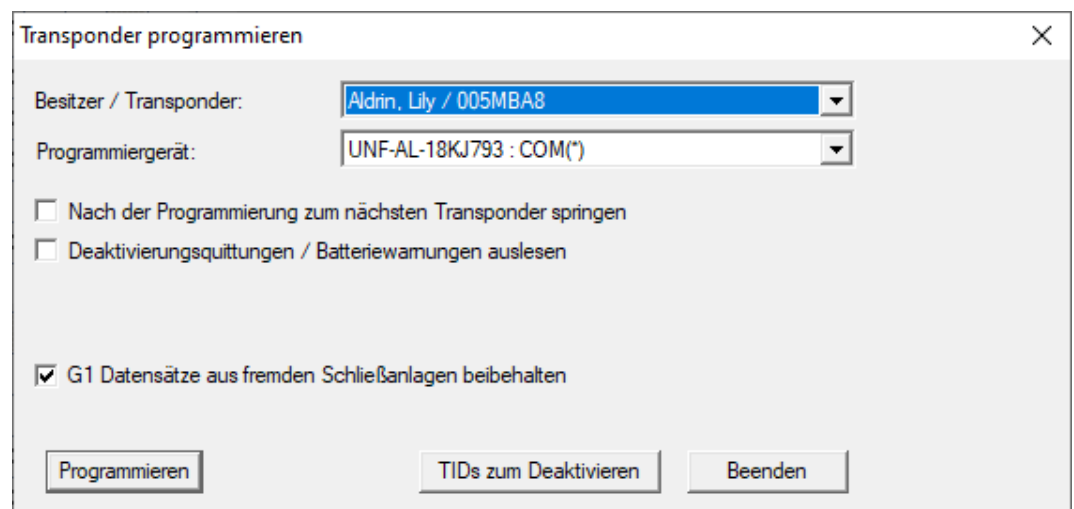 Transponder programmieren
Besitzer / Transponder:
Aldrin, Lily / 005MBA8
Programmiergerät:
UNF-AL-18KJ793 : COM(*)
Nach der Programmierung zum nächsten Transponder springen
Deaktivierungsquittungen / Batteriewarnungen auslesen
G1 Datensätze aus fremden Schließanlagen beibehalten
Programmieren
TIDs zum Deaktivieren
Beenden